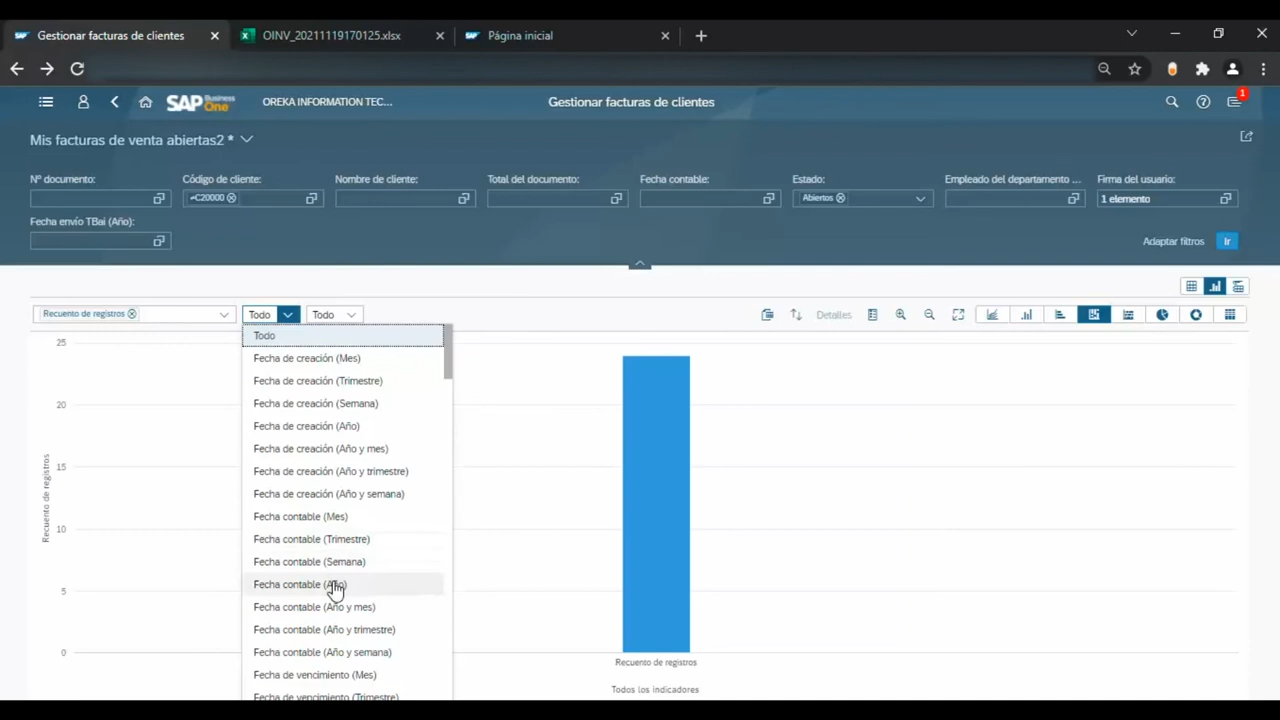 Gestionar facturas de clientes
OINV_20211119170125.xlsx
Página inicial
SAP Business One
OREKA INFORMATION TEC...
Gestionar facturas de clientes
1
Mis facturas de venta abiertas2 *
Nº documento:
Código de cliente:
Nombre de cliente:
Total del documento:
Fecha contable:
Estado:
Empleado del departamento ...
Firma del usuario:
≠C20000
Abiertos
1 elemento
Fecha envío TBai (Año):
Adaptar filtros
Ir
Recuento de registros
Todo
Todo
Detalles
Todo
Fecha de creación (Mes)
Fecha de creación (Trimestre)
Fecha de creación (Semana)
Fecha de creación (Año)
Fecha de creación (Año y mes)
Fecha de creación (Año y trimestre)
Fecha de creación (Año y semana)
Fecha contable (Mes)
Fecha contable (Trimestre)
Fecha contable (Semana)
Fecha contable (Año)
Fecha contable (Año y mes)
Fecha contable (Año y trimestre)
Fecha contable (Año y semana)
Fecha de vencimiento (Mes)
Fecha de vencimiento (Trimestre)
25
20
15
10
5
0
Recuento de registros
Recuento de registros
Todos los indicadores